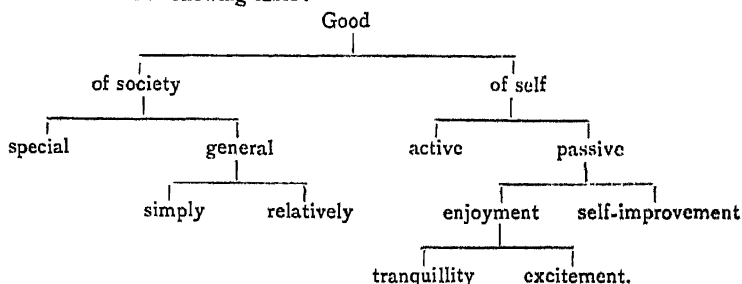 Good
of society of self
special general active passive
simply relatively enjoyment self-improvement
tranquillity excitement.